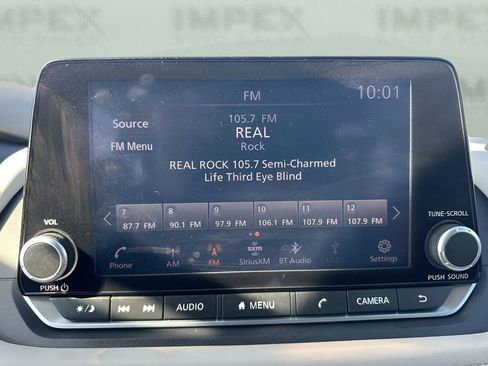 IMPEX IMPEX IMPEX
FM
10:01
Source
105.7 FM
REAL
FM Menu
Rock
REAL ROCK 105.7 Semi-Charmed
Life Third Eye Blind
7 8 9 10 11 12
87.7 FM 90.1 FM 97.9 FM 106.1 FM 107.9 FM 107.9 FM
VOL
TUNE·SCROLL
Phone AM FM sxm SiriusXM BT Audio USB1 Settings
PUSH
PUSH SOUND
AUDIO MENU CAMERA